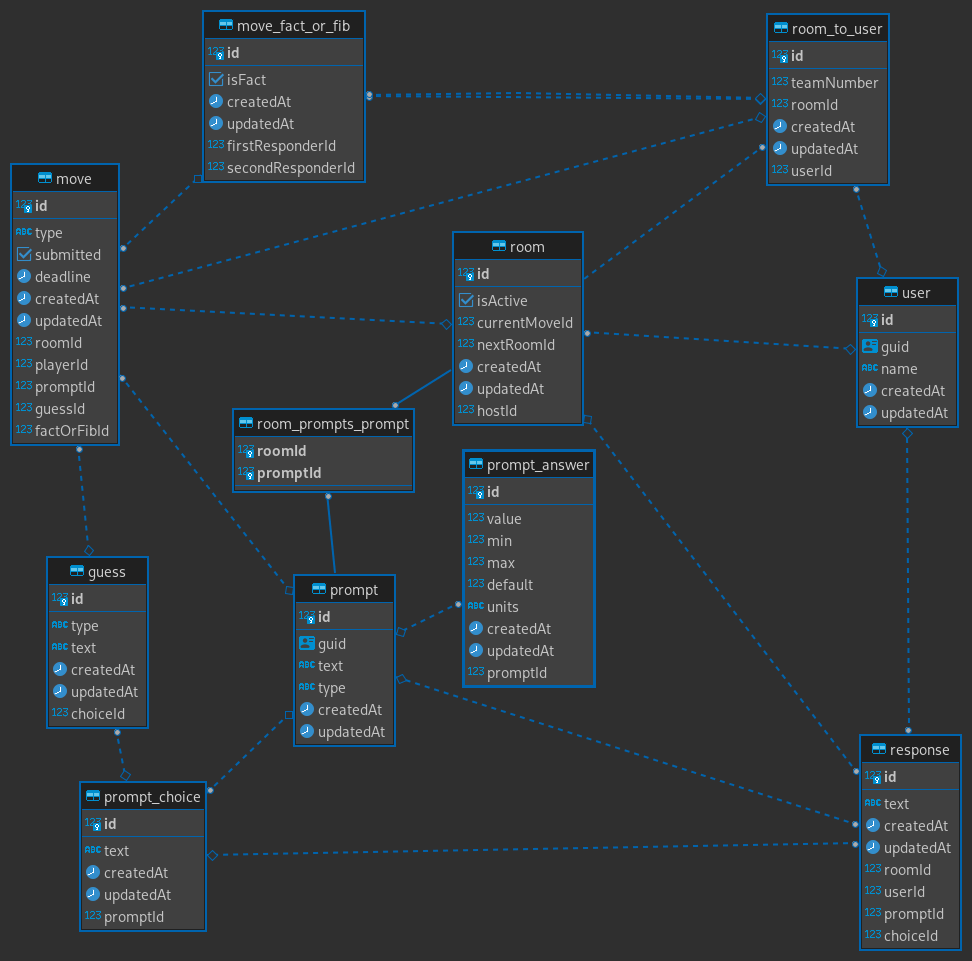 move_fact_or_fib
id
isFact
createdAt
updatedAt
firstResponderId
secondResponderId
room_to_user
id
teamNumber
roomId
createdAt
updatedAt
userId
move
id
type
submitted
deadline
createdAt
updatedAt
roomId
playerId
promptId
guessId
factOrFibId
room
id
isActive
currentMoveId
nextRoomId
createdAt
updatedAt
hostId
user
id
guid
name
createdAt
updatedAt
room_prompts_prompt
roomId
promptId
prompt_answer
id
value
min
max
default
units
createdAt
updatedAt
promptId
guess
id
type
text
createdAt
updatedAt
choiceId
prompt
id
guid
text
type
createdAt
updatedAt
prompt_choice
id
text
createdAt
updatedAt
promptId
response
id
text
createdAt
updatedAt
roomId
userId
promptId
choiceId